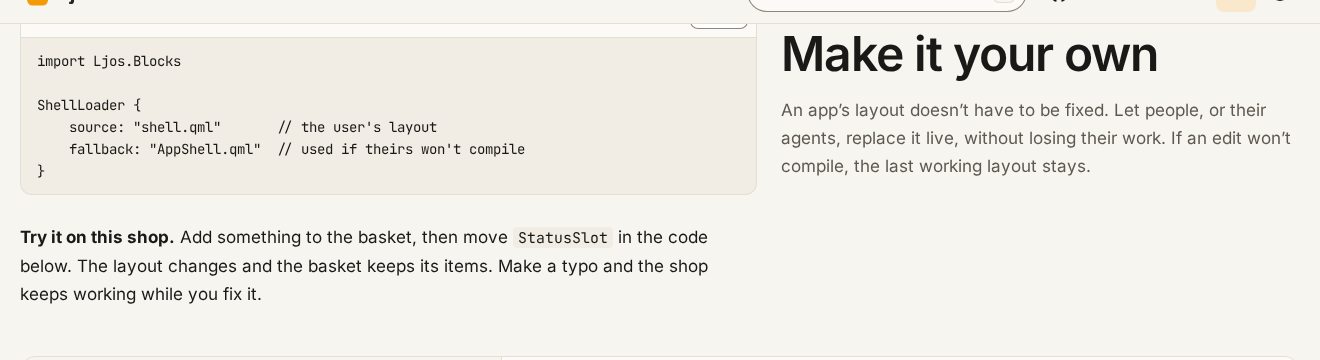 import Ljos.Blocks
ShellLoader {
    source: "shell.qml"       // the user's layout
    fallback: "AppShell.qml"  // used if theirs won't compile
}
Make it your own
An app’s layout doesn’t have to be fixed. Let people, or their
agents, replace it live, without losing their work. If an edit won’t
compile, the last working layout stays.
Try it on this shop. Add something to the basket, then move StatusSlot in the code
below. The layout changes and the basket keeps its items. Make a typo and the shop
keeps working while you fix it.